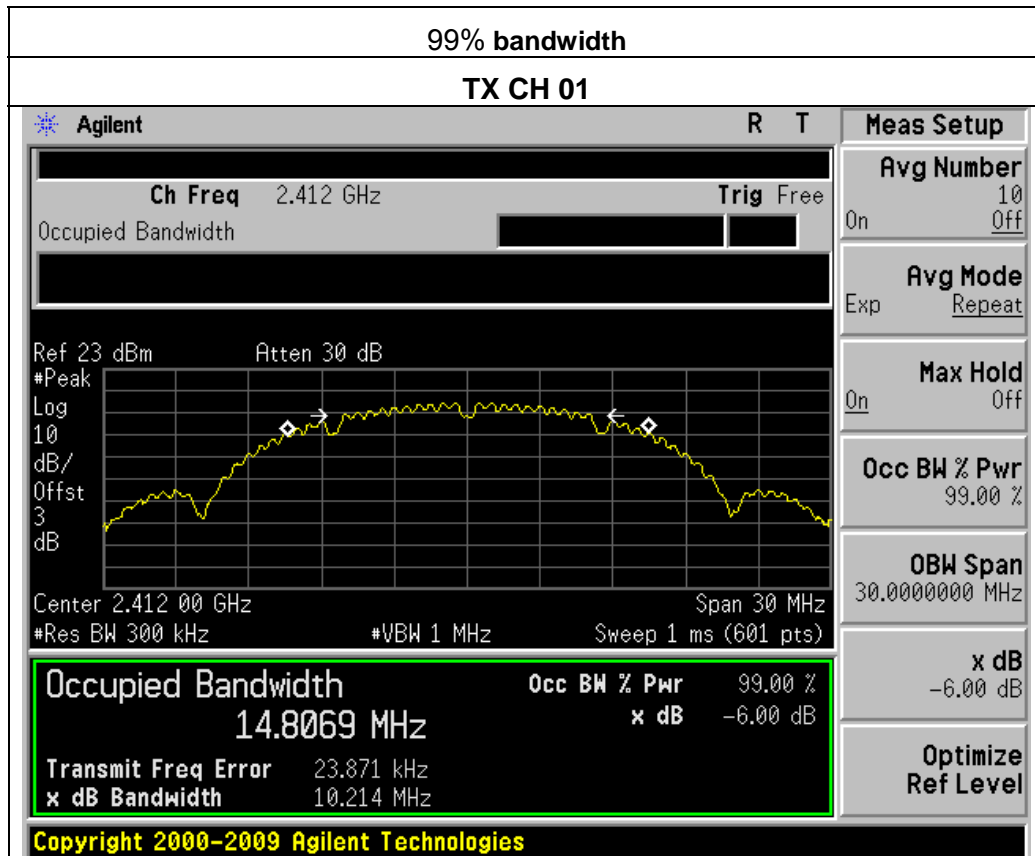 99% bandwidth
TX CH 01
Agilent R T
Ch Freq 2.412 GHz Trig Free
Occupied Bandwidth
Ref 23 dBm Atten 30 dB
#Peak
Log
10
dB/
Offst
3
dB
Center 2.412 00 GHz Span 30 MHz
#Res BW 300 kHz #VBW 1 MHz Sweep 1 ms (601 pts)
Occupied Bandwidth Occ BW % Pwr 99.00 %
14.8069 MHz x dB -6.00 dB
Transmit Freq Error 23.871 kHz
x dB Bandwidth 10.214 MHz
Copyright 2000-2009 Agilent Technologies
Meas Setup
Avg Number
10
On Off
Avg Mode
Exp Repeat
Max Hold
On Off
Occ BW % Pwr
99.00 %
OBW Span
30.0000000 MHz
x dB
-6.00 dB
Optimize
Ref Level